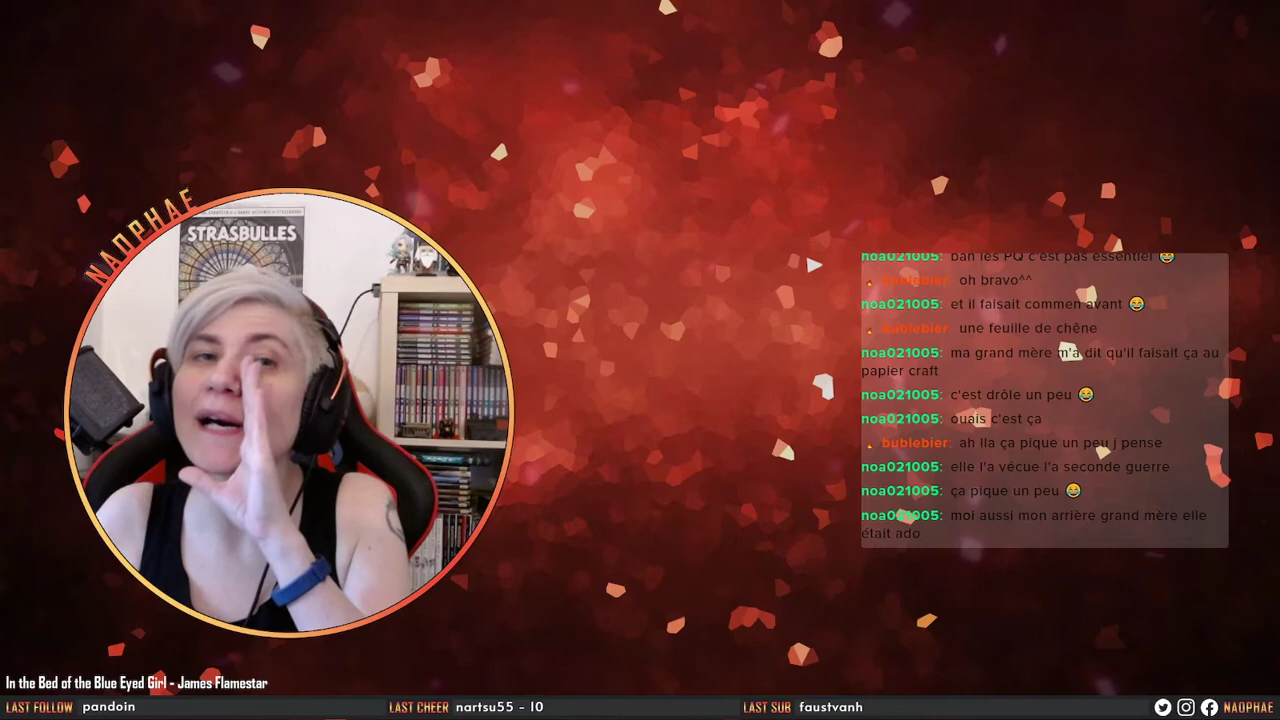 NAOPHAE
STRASBULLES
noa021005: ban les PQ c'est pas essentiel 😂
bublebier: oh bravo^^
noa021005: et il faisait commen avant 😂
bublebier: une feuille de chêne
noa021005: ma grand mère m'a dit qu'il faisait ça au
papier craft
noa021005: c'est drôle un peu 😂
noa021005: ouais c'est ça
bublebier: ah lla ça pique un peu j pense
noa021005: elle l'a vécue l'a seconde guerre
noa021005: ça pique un peu 😂
noa021005: moi aussi mon arrière grand mère elle
était ado
In the Bed of the Blue Eyed Girl - James Flamestar
LAST FOLLOW pandoin
LAST CHEER nartsu55 - 10
LAST SUB faustvanh
NAOPHAE